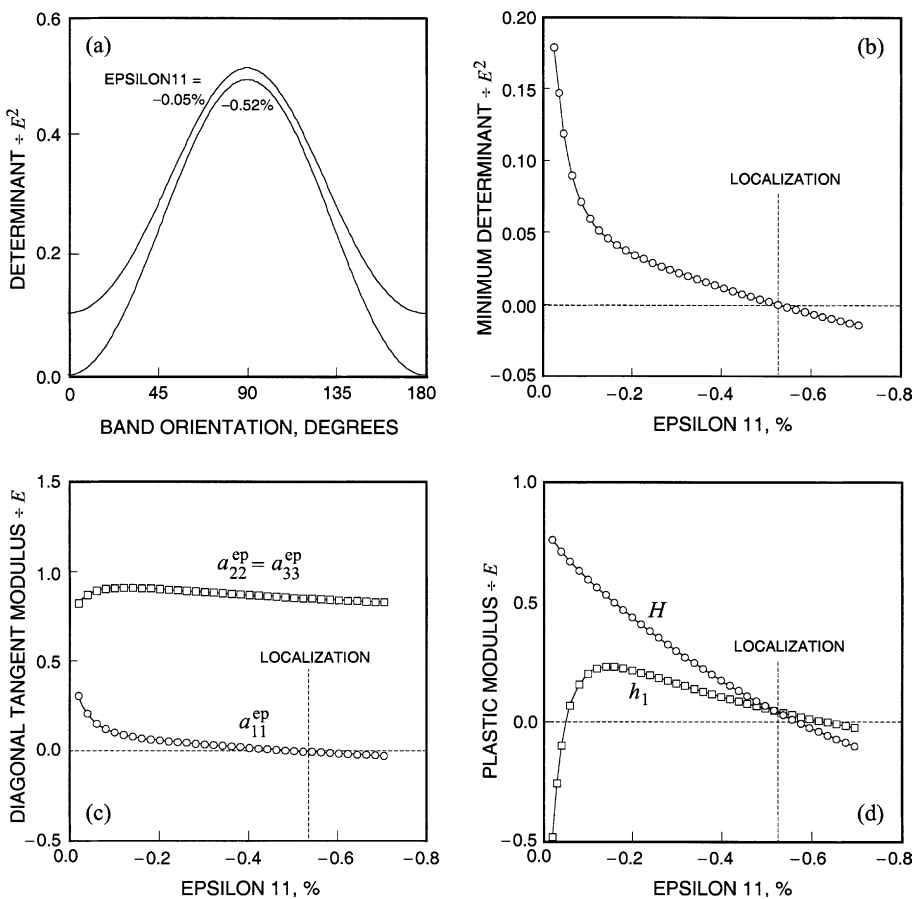 (a)
EPSILON11 =
−0.05%
−0.52%
0.6
0.4
0.2
0.0
0
45
90
135
180
DETERMINANT ÷ E²
BAND ORIENTATION, DEGREES
(b)
LOCALIZATION
0.20
0.15
0.10
0.05
0.00
−0.05
0.0
−0.2
−0.4
−0.6
−0.8
MINIMUM DETERMINANT ÷ E²
EPSILON 11, %
(c)
a₂₂ᵉᵖ = a₃₃ᵉᵖ
LOCALIZATION
a₁₁ᵉᵖ
1.5
1.0
0.5
0.0
−0.5
0.0
−0.2
−0.4
−0.6
−0.8
DIAGONAL TANGENT MODULUS ÷ E
EPSILON 11, %
(d)
H
LOCALIZATION
h₁
1.0
0.5
0.0
−0.5
0.0
−0.2
−0.4
−0.6
−0.8
PLASTIC MODULUS ÷ E
EPSILON 11, %